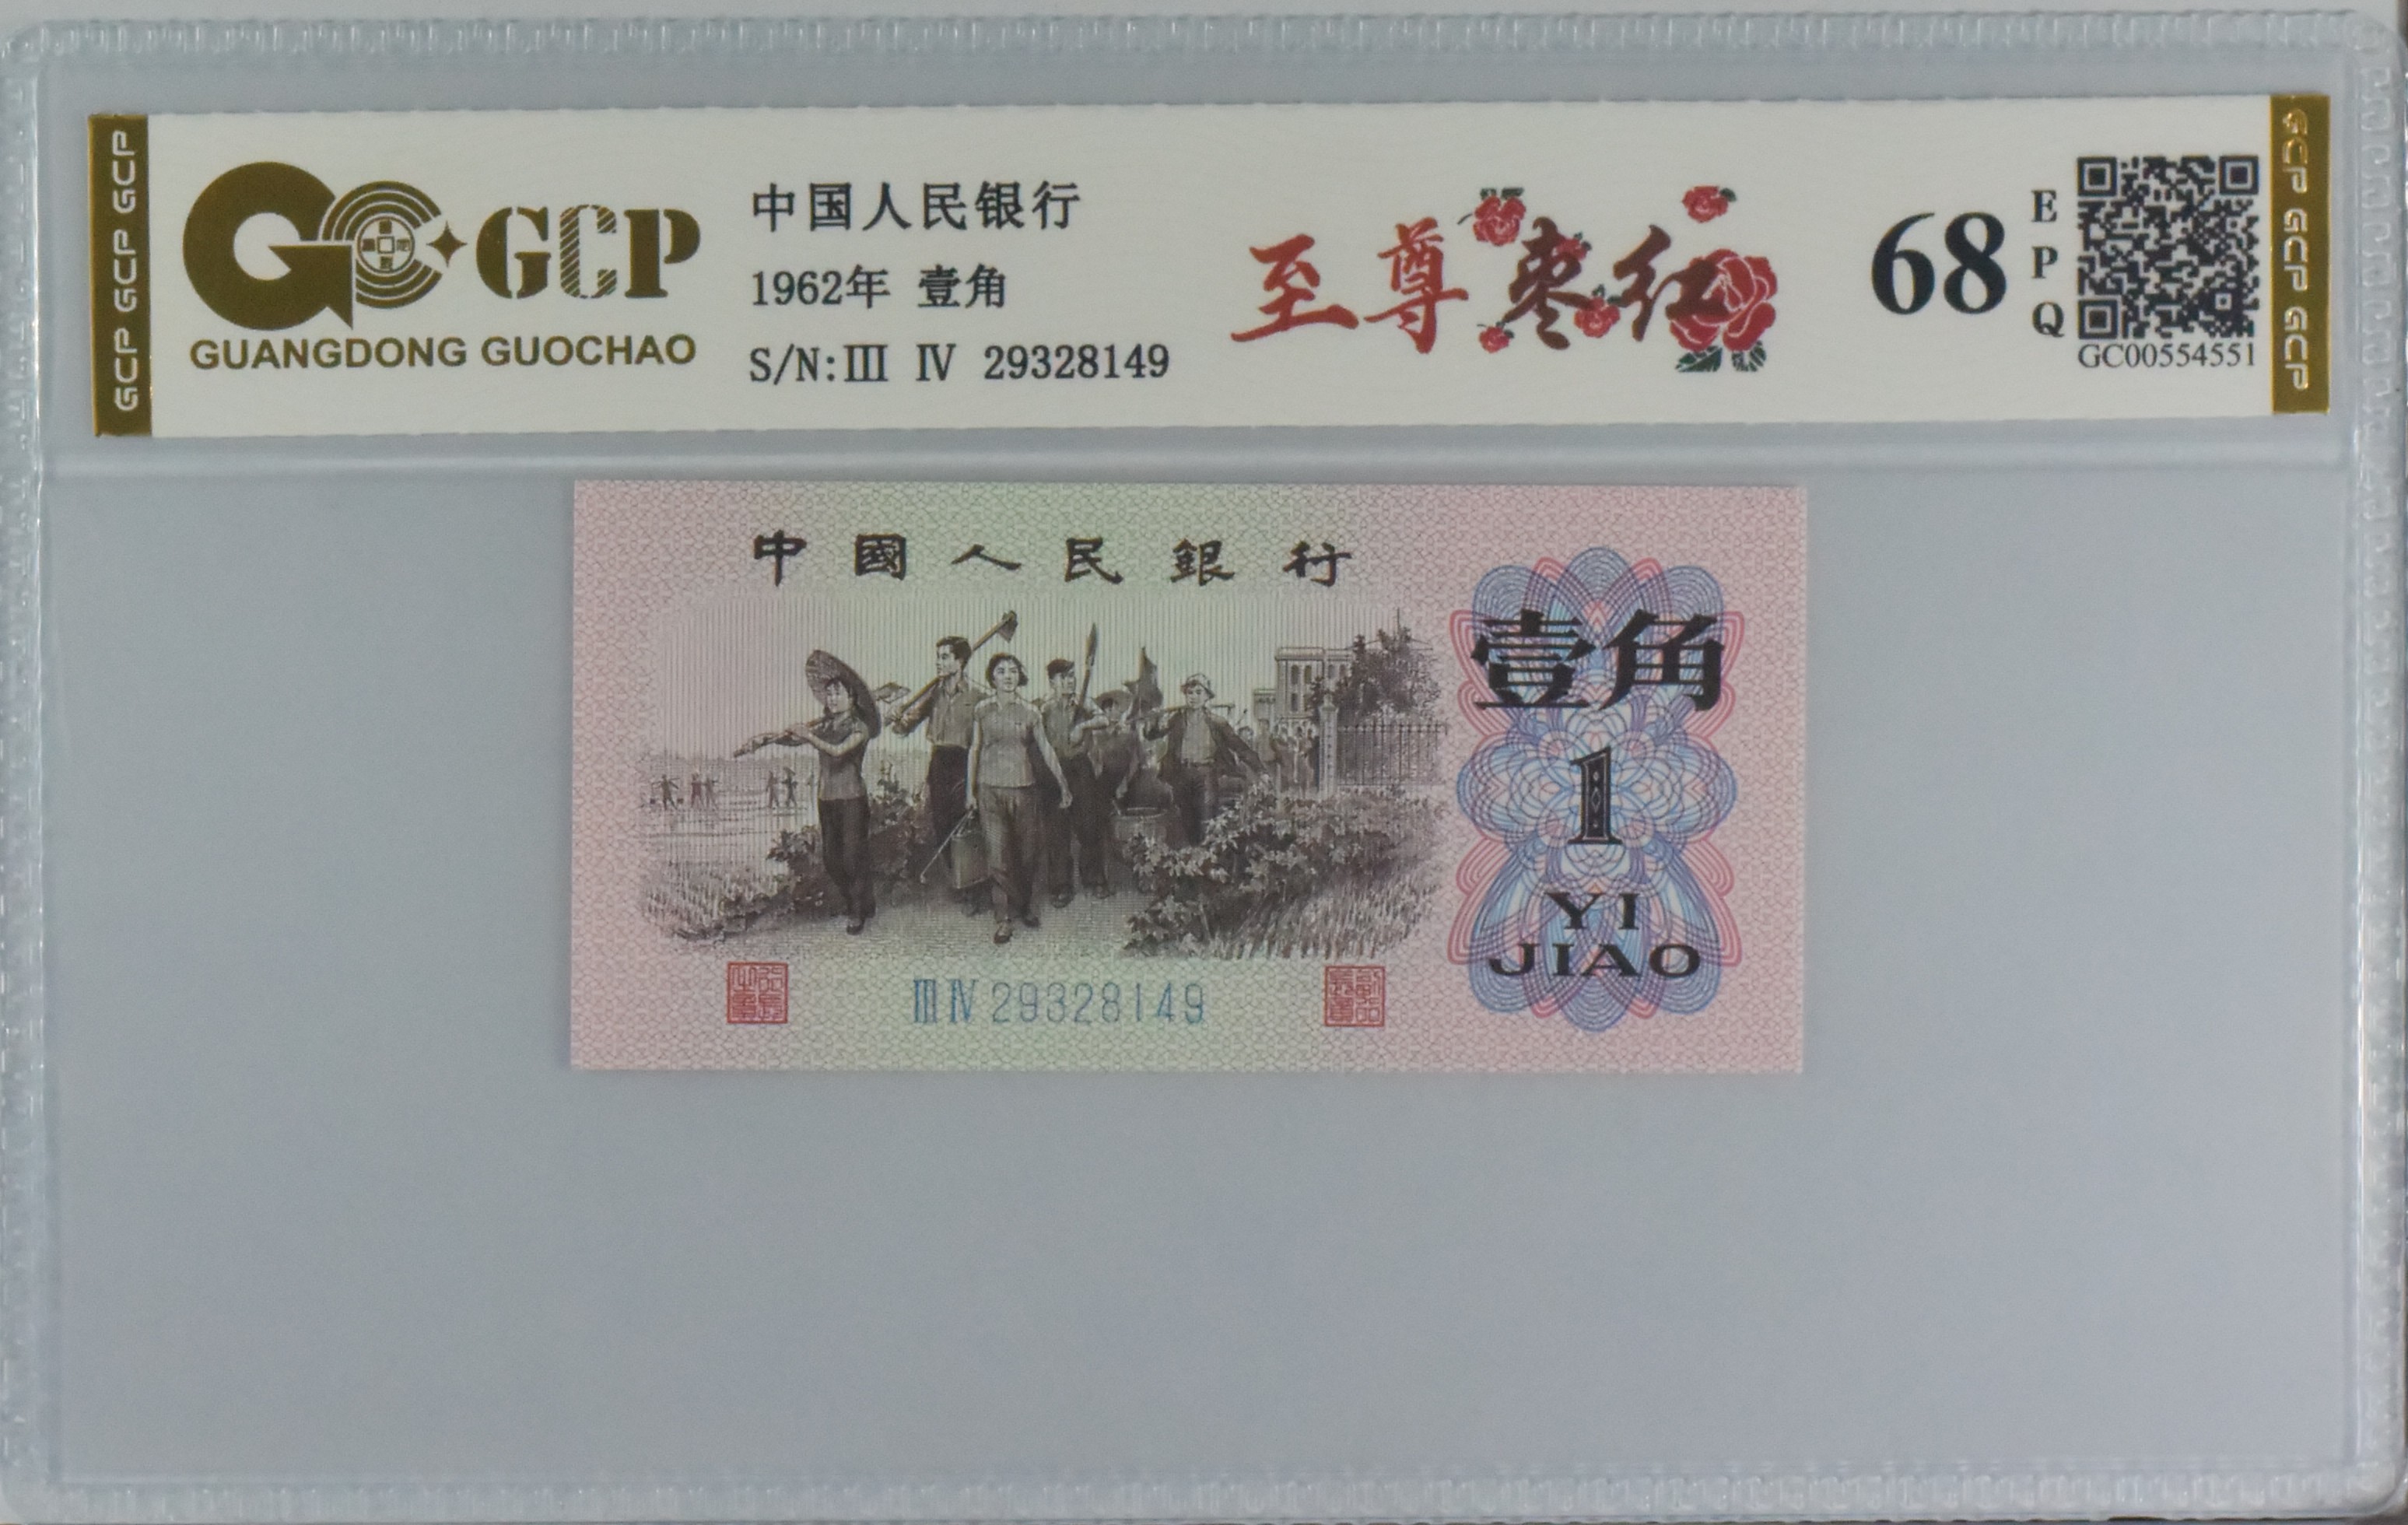 GCP GCP GCP
GCP
GUANGDONG GUOCHAO
中国人民银行
1962年 壹角
S/N:Ⅲ Ⅳ 29328149
至尊枣红
68
E
P
Q
GC00554551
GCP GCP GCP
中國人民銀行
壹角
1
YI
JIAO
Ⅲ Ⅳ 29328149